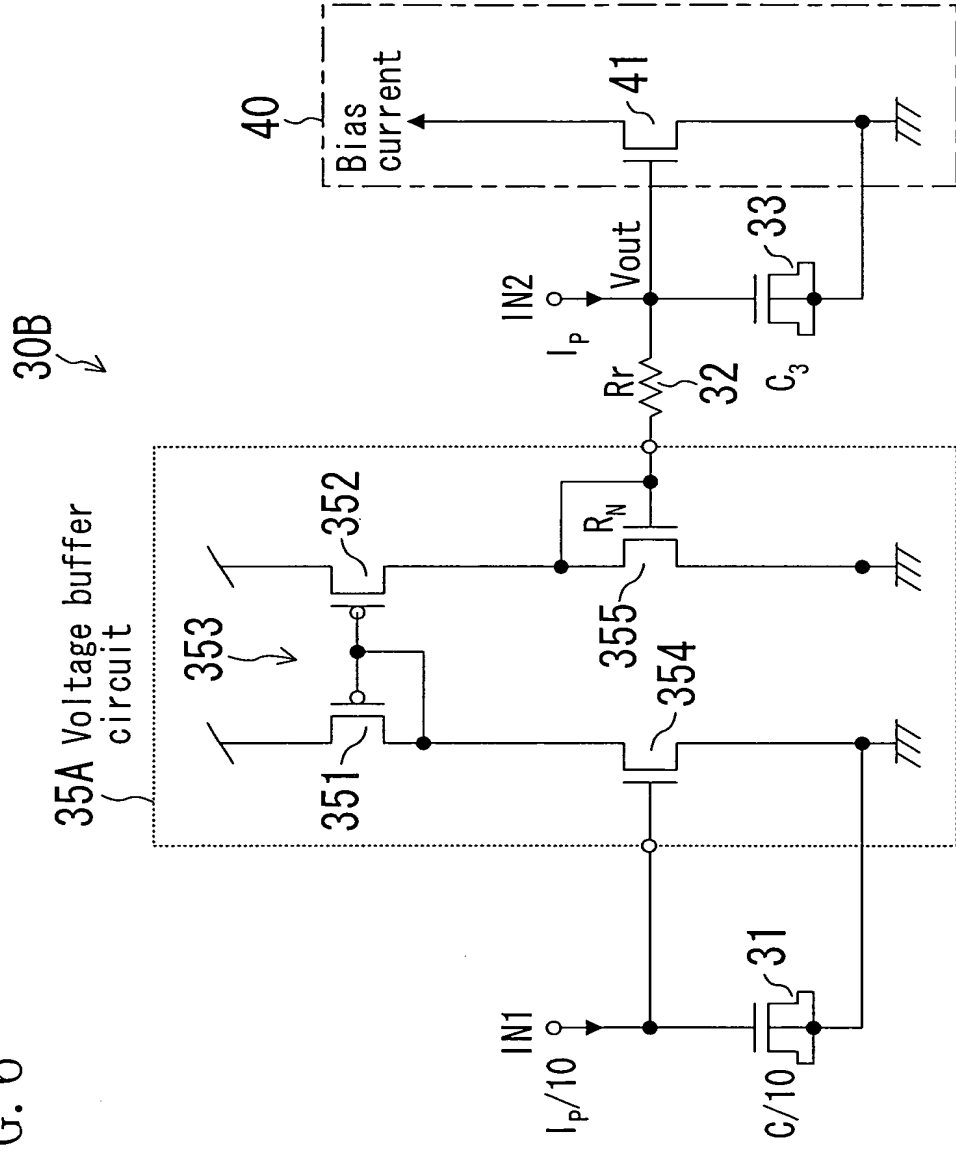 G. 6
30B
35A Voltage buffer
circuit
40
Bias
current
353
351
352
41
IN1
I_P/10
354
355
R_N
Rr
32
IN2
I_P
Vout
C/10
31
C_3
33